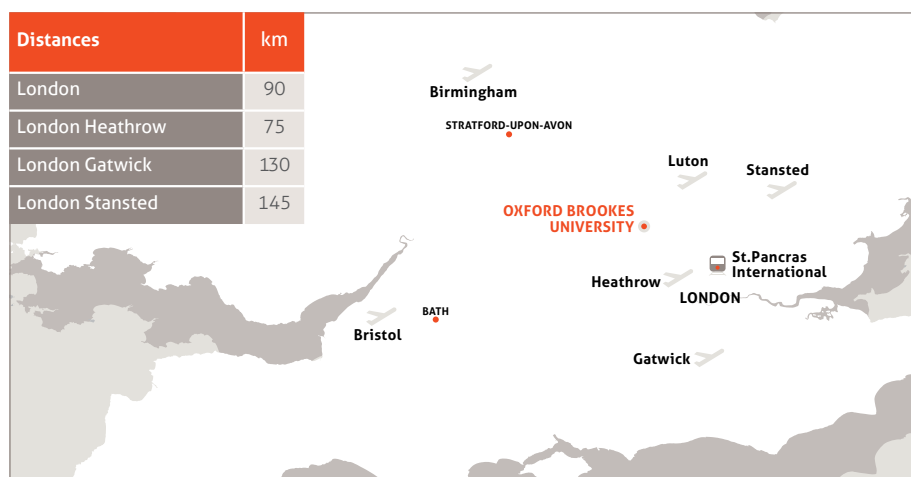 Distances km
London 90
London Heathrow 75
London Gatwick 130
London Stansted 145
Birmingham
STRATFORD-UPON-AVON
Luton
Stansted
OXFORD BROOKES
UNIVERSITY
St.Pancras
International
Heathrow
LONDON
BATH
Bristol
Gatwick